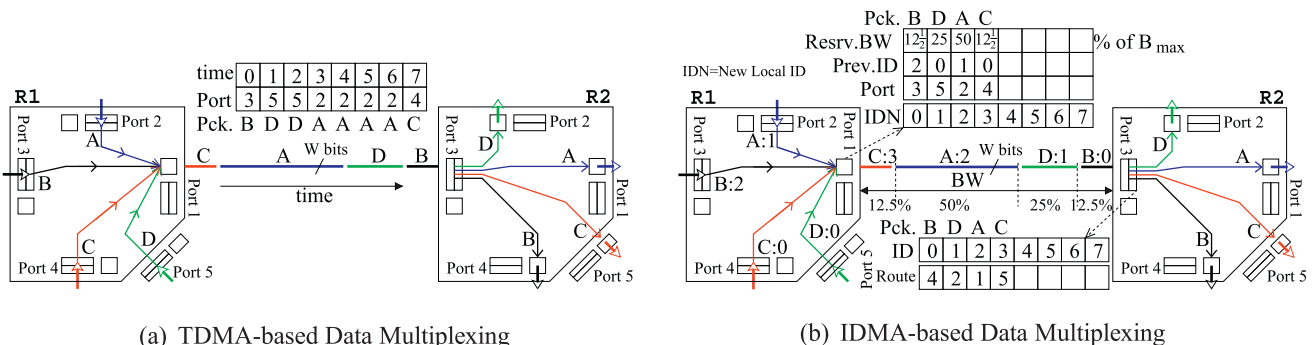 time 0 1 2 3 4 5 6 7
Port 3 5 5 2 2 2 2 4
Pck. B D D A A A A C
R1
R2
Port 3
Port 2
A
B
C
D
Port 1
Port 4
Port 5
C A W bits D B
time
D
Port 2
A
Port 1
B
C
Port 4
Port 5
(a) TDMA-based Data Multiplexing
Pck. B D A C
Resrv.BW 12½ 25 50 12½ % of Bmax
Prev.ID 2 0 1 0
Port 3 5 2 4
IDN 0 1 2 3 4 5 6 7
IDN=New Local ID
R1
R2
Port 3
Port 2
A:1
B:2
C:0
D:0
Port 1
Port 4
Port 5
C:3 A:2 W bits D:1 B:0
BW
12.5% 50% 25% 12.5%
Pck. B D A C
ID 0 1 2 3 4 5 6 7
Route 4 2 1 5
D
Port 2
A
Port 1
B
C
Port 4
Port 5
(b) IDMA-based Data Multiplexing